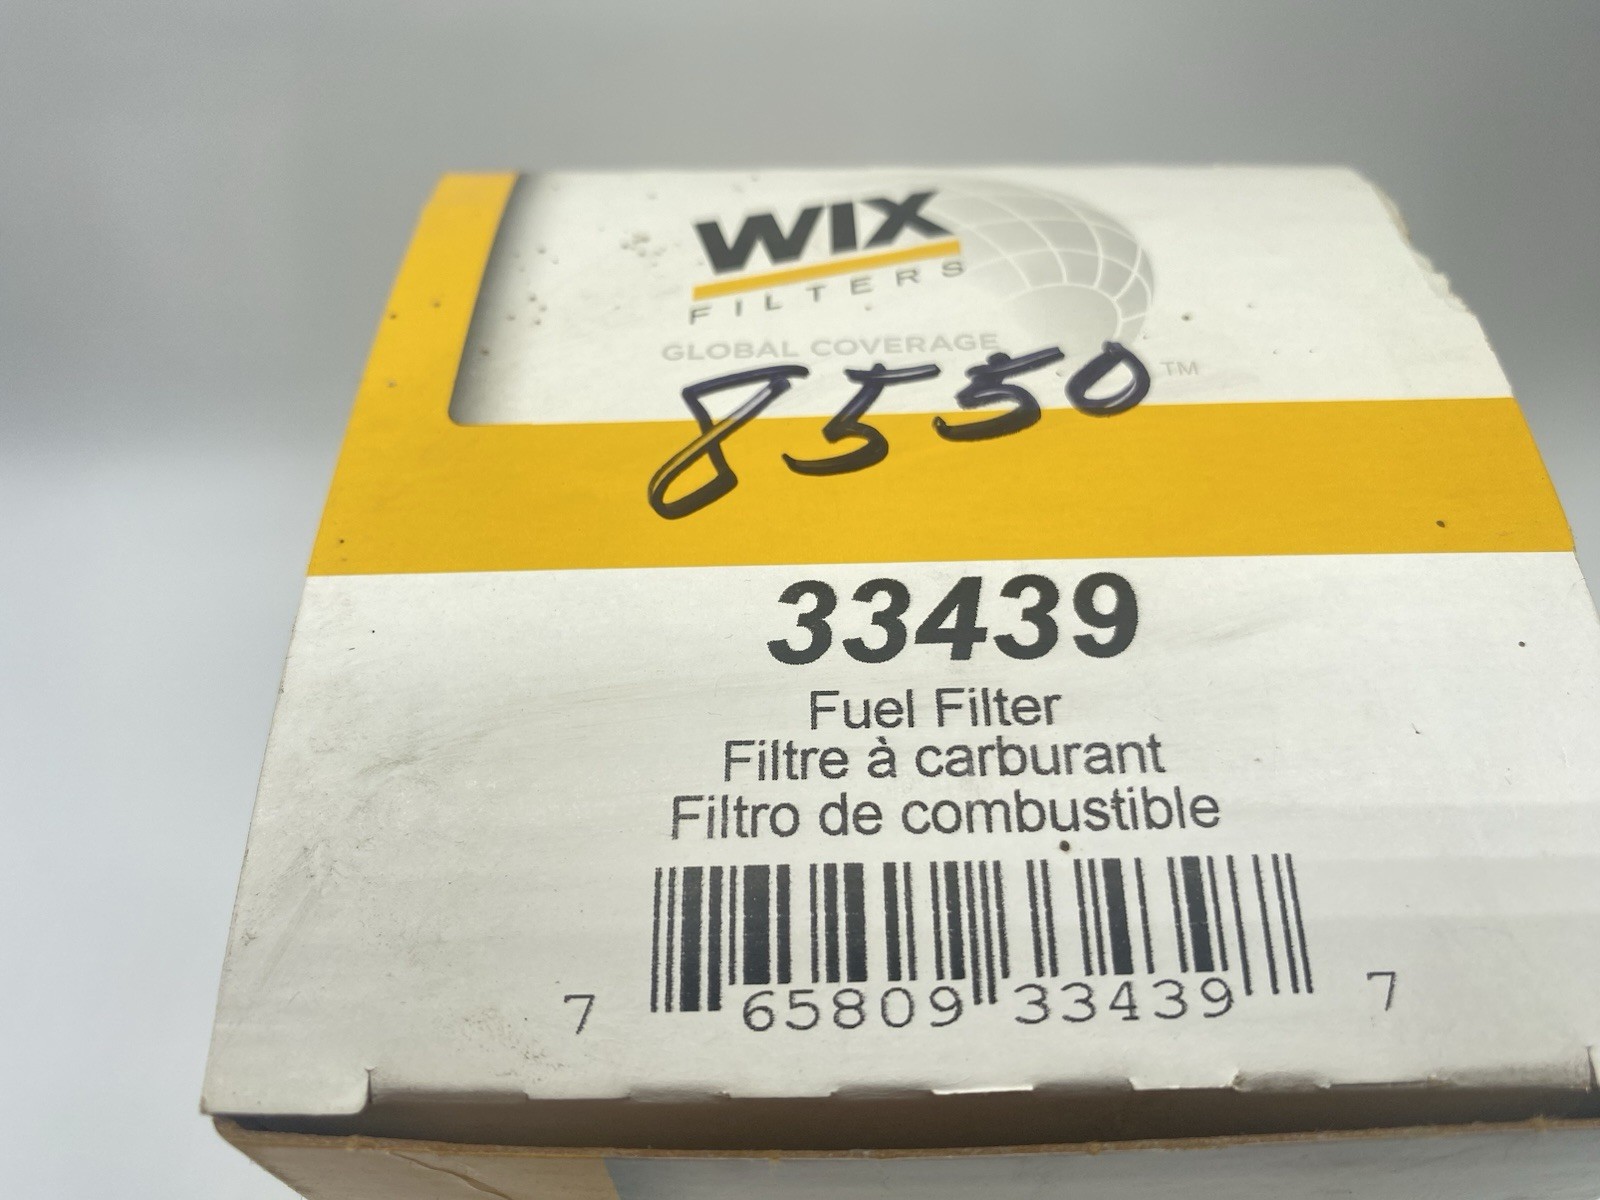 WIX
FILTERS
GLOBAL COVERAGE
TM
8550
33439
Fuel Filter
Filtre à carburant
Filtro de combustible
7 65809 33439 7